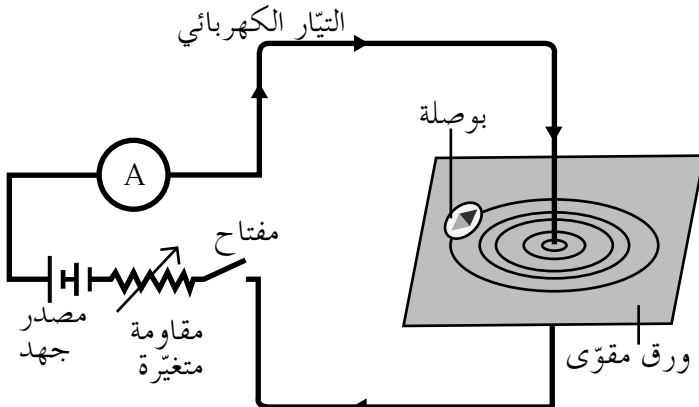 التيّار الكهربائي
بوصلة
A
مفتاح
مصدر
جهد
مقاومة
متغيّرة
ورق مقوّى